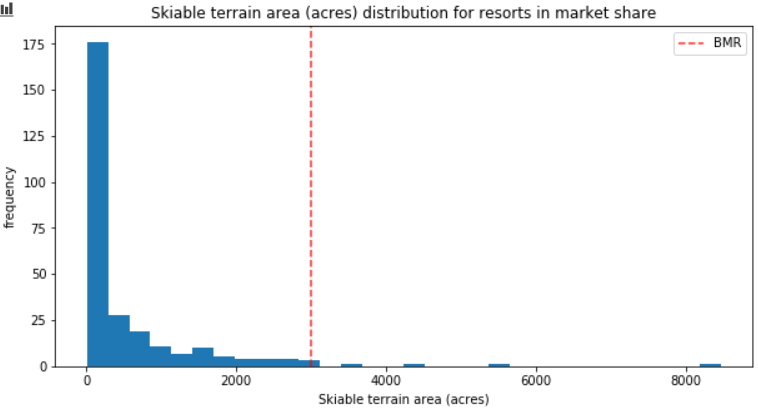 Skiable terrain area (acres) distribution for resorts in market share
BMR
175
150
125
100
75
50
25
0
frequency
0 2000 4000 6000 8000
Skiable terrain area (acres)